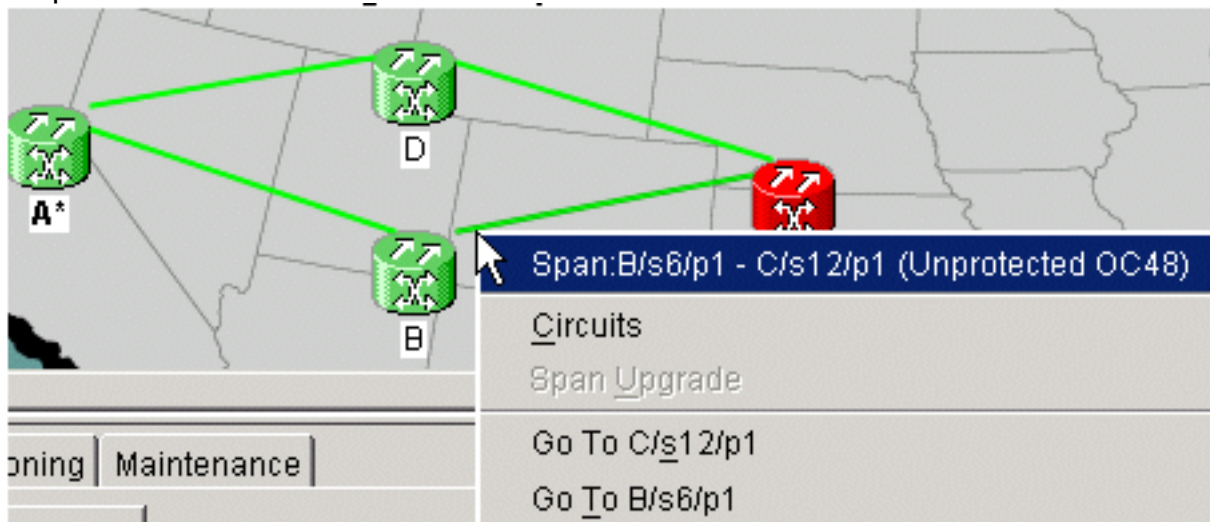 D
A*
B
Span:B/s6/p1 - C/s12/p1 (Unprotected OC48)
Circuits
Span Upgrade
Go To C/s12/p1
Go To B/s6/p1
oning
Maintenance